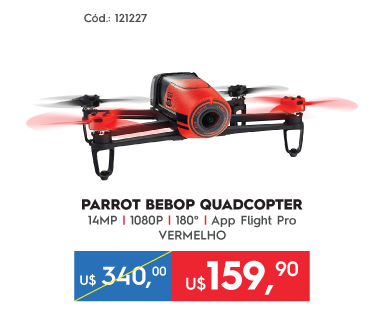 Cód.: 121227
PARROT BEBOP QUADCOPTER
14MP | 1080P | 180° | App Flight Pro
VERMELHO
U$ 340,00
U$159,90